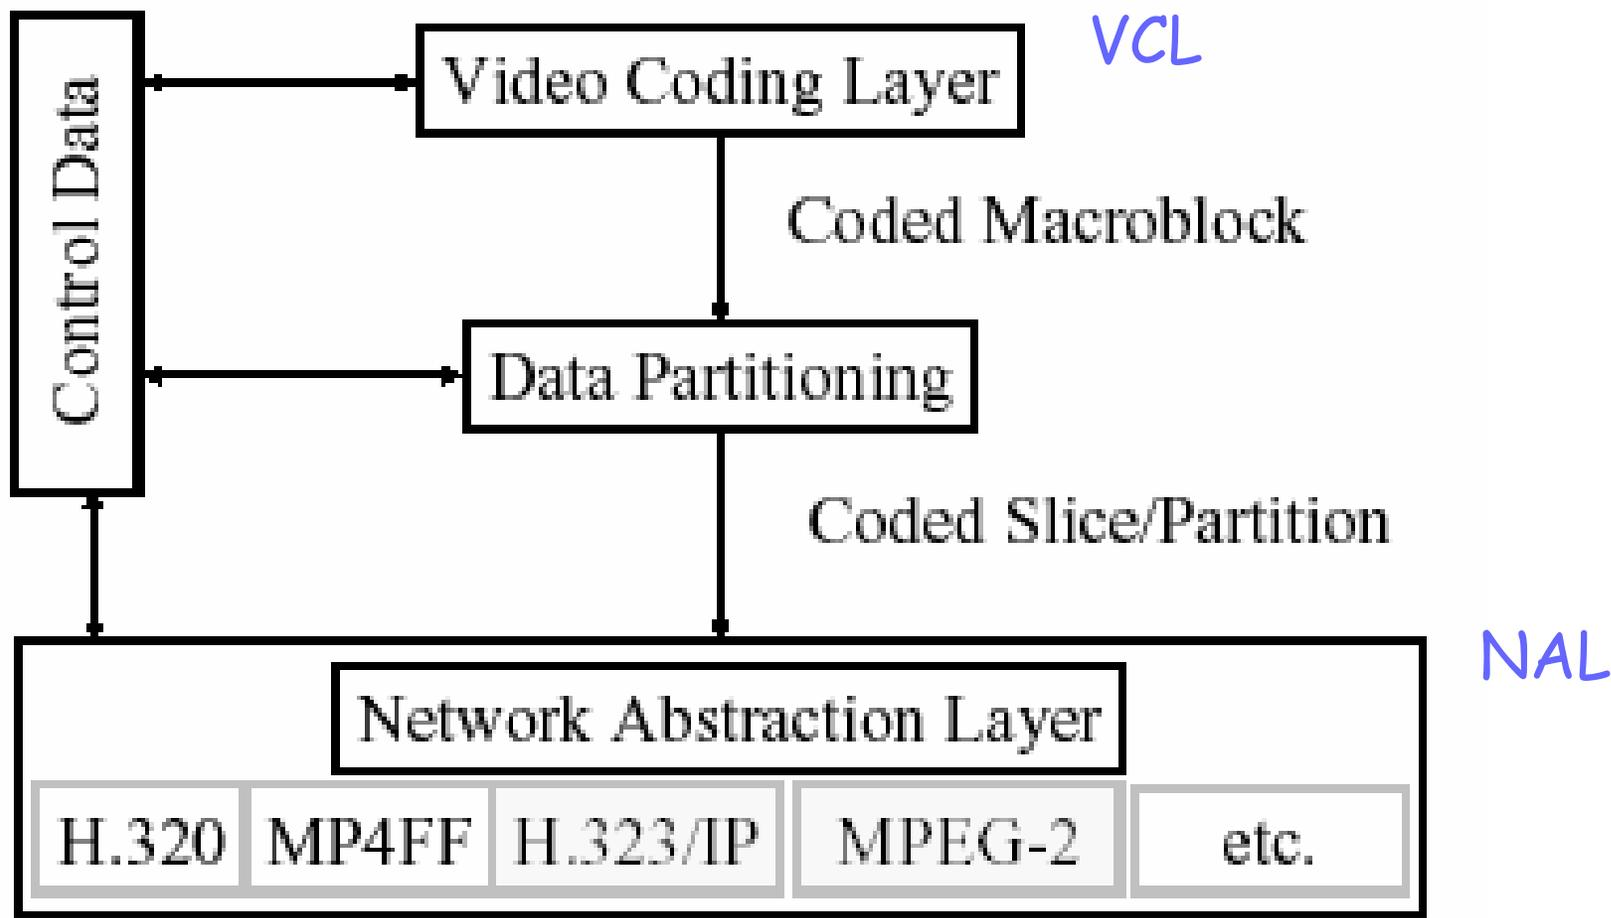 VCL
Video Coding Layer
Control Data
Coded Macroblock
Data Partitioning
Coded Slice/Partition
NAL
Network Abstraction Layer
H.320 MP4FF H.323/IP MPEG-2 etc.